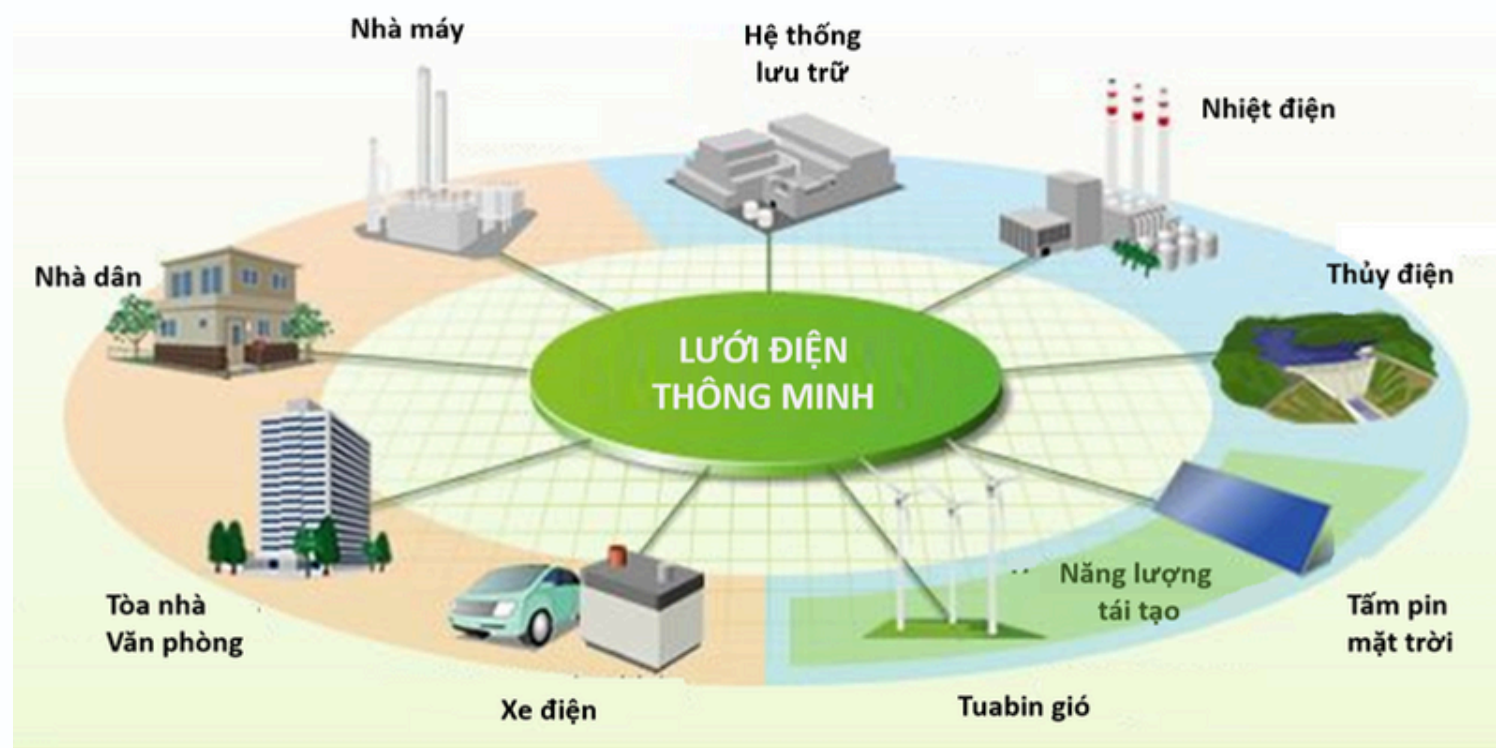 Nhà máy
Hệ thống
lưu trữ
Nhiệt điện
Nhà dân
Thủy điện
LƯỚI ĐIỆN
THÔNG MINH
Năng lượng
tái tạo
Tòa nhà
Văn phòng
Tấm pin
mặt trời
Xe điện
Tuabin gió